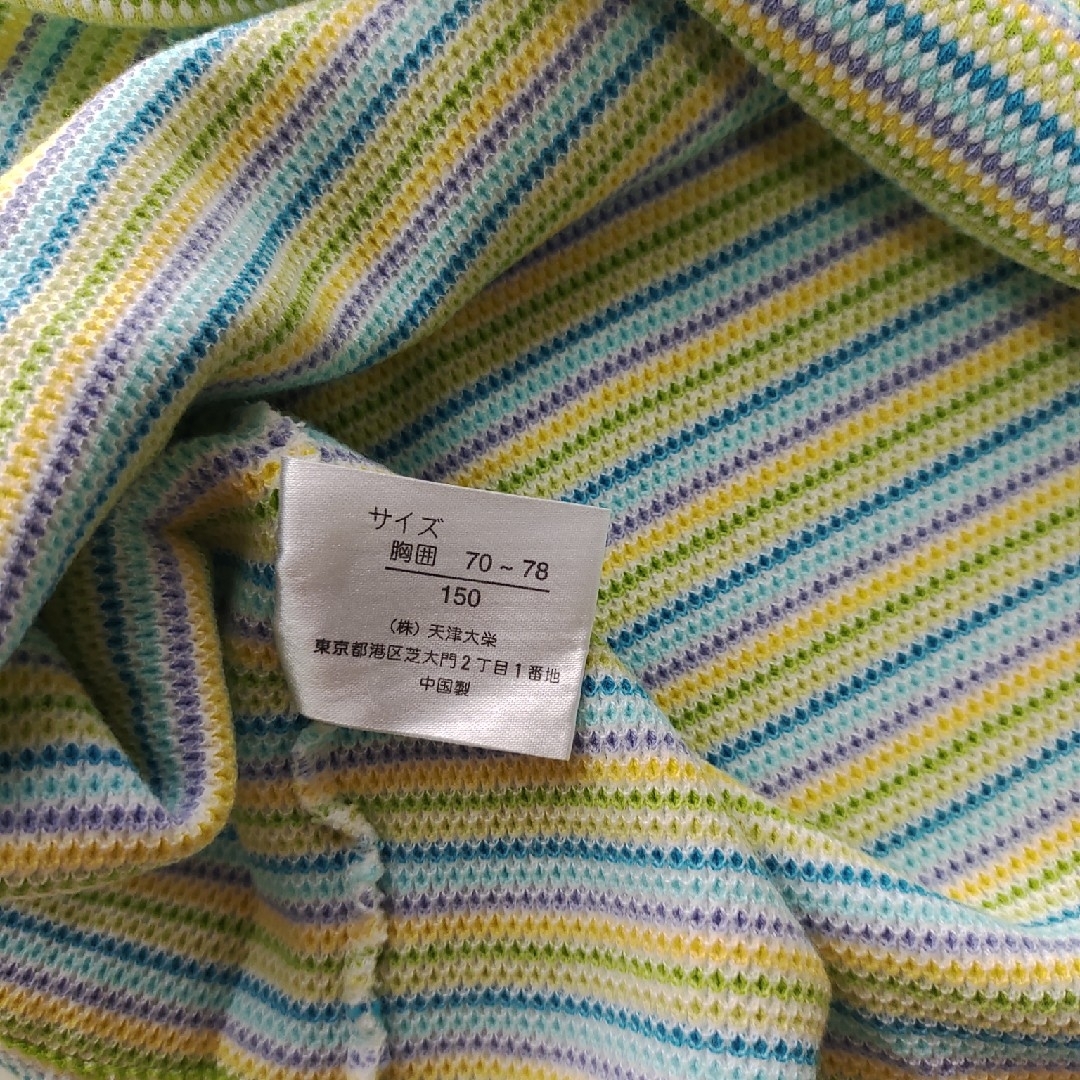 サイズ
胸囲 70~78
150
(株)天津大栄
東京都港区芝大門2丁目1番地
中国製